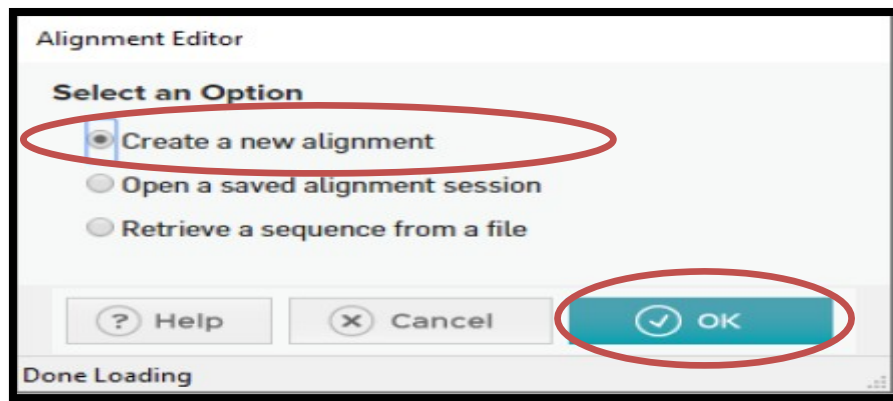 Alignment Editor
Select an Option
Create a new alignment
Open a saved alignment session
Retrieve a sequence from a file
? Help Cancel OK
Done Loading